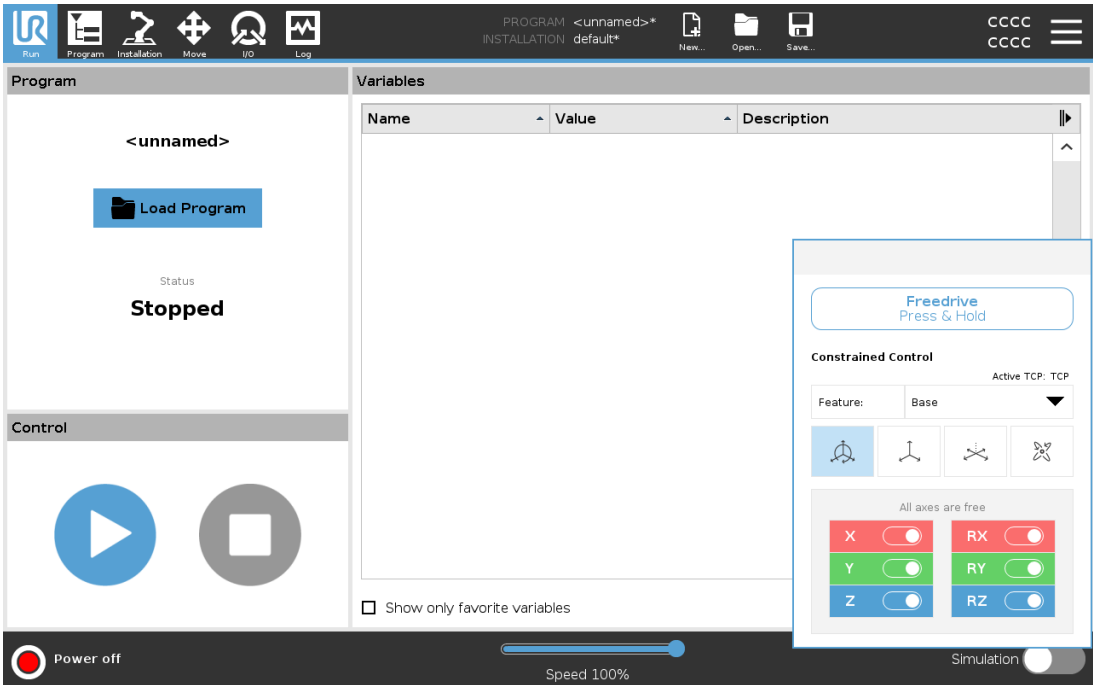 UR
PROGRAM <unnamed>*
INSTALLATION default*
CCCC
CCCC
Run
Program
Installation
Move
I/O
Log
New...
Open...
Save...
Program
<unnamed>
Load Program
Status
Stopped
Control
Variables
Name Value Description
Show only favorite variables
Freedrive
Press & Hold
Constrained Control
Active TCP: TCP
Feature: Base
All axes are free
X RX
Y RY
Z RZ
Power off
Speed 100%
Simulation